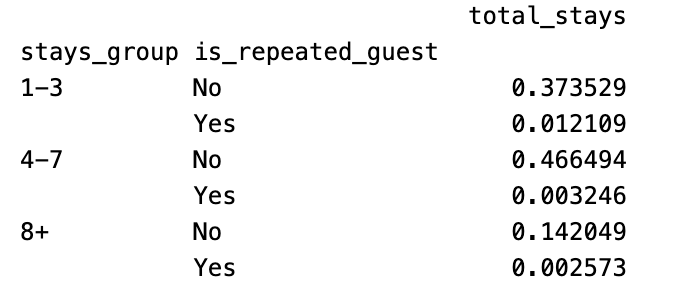 total_stays
stays_group is_repeated_guest
1-3 No 0.373529
Yes 0.012109
4-7 No 0.466494
Yes 0.003246
8+ No 0.142049
Yes 0.002573